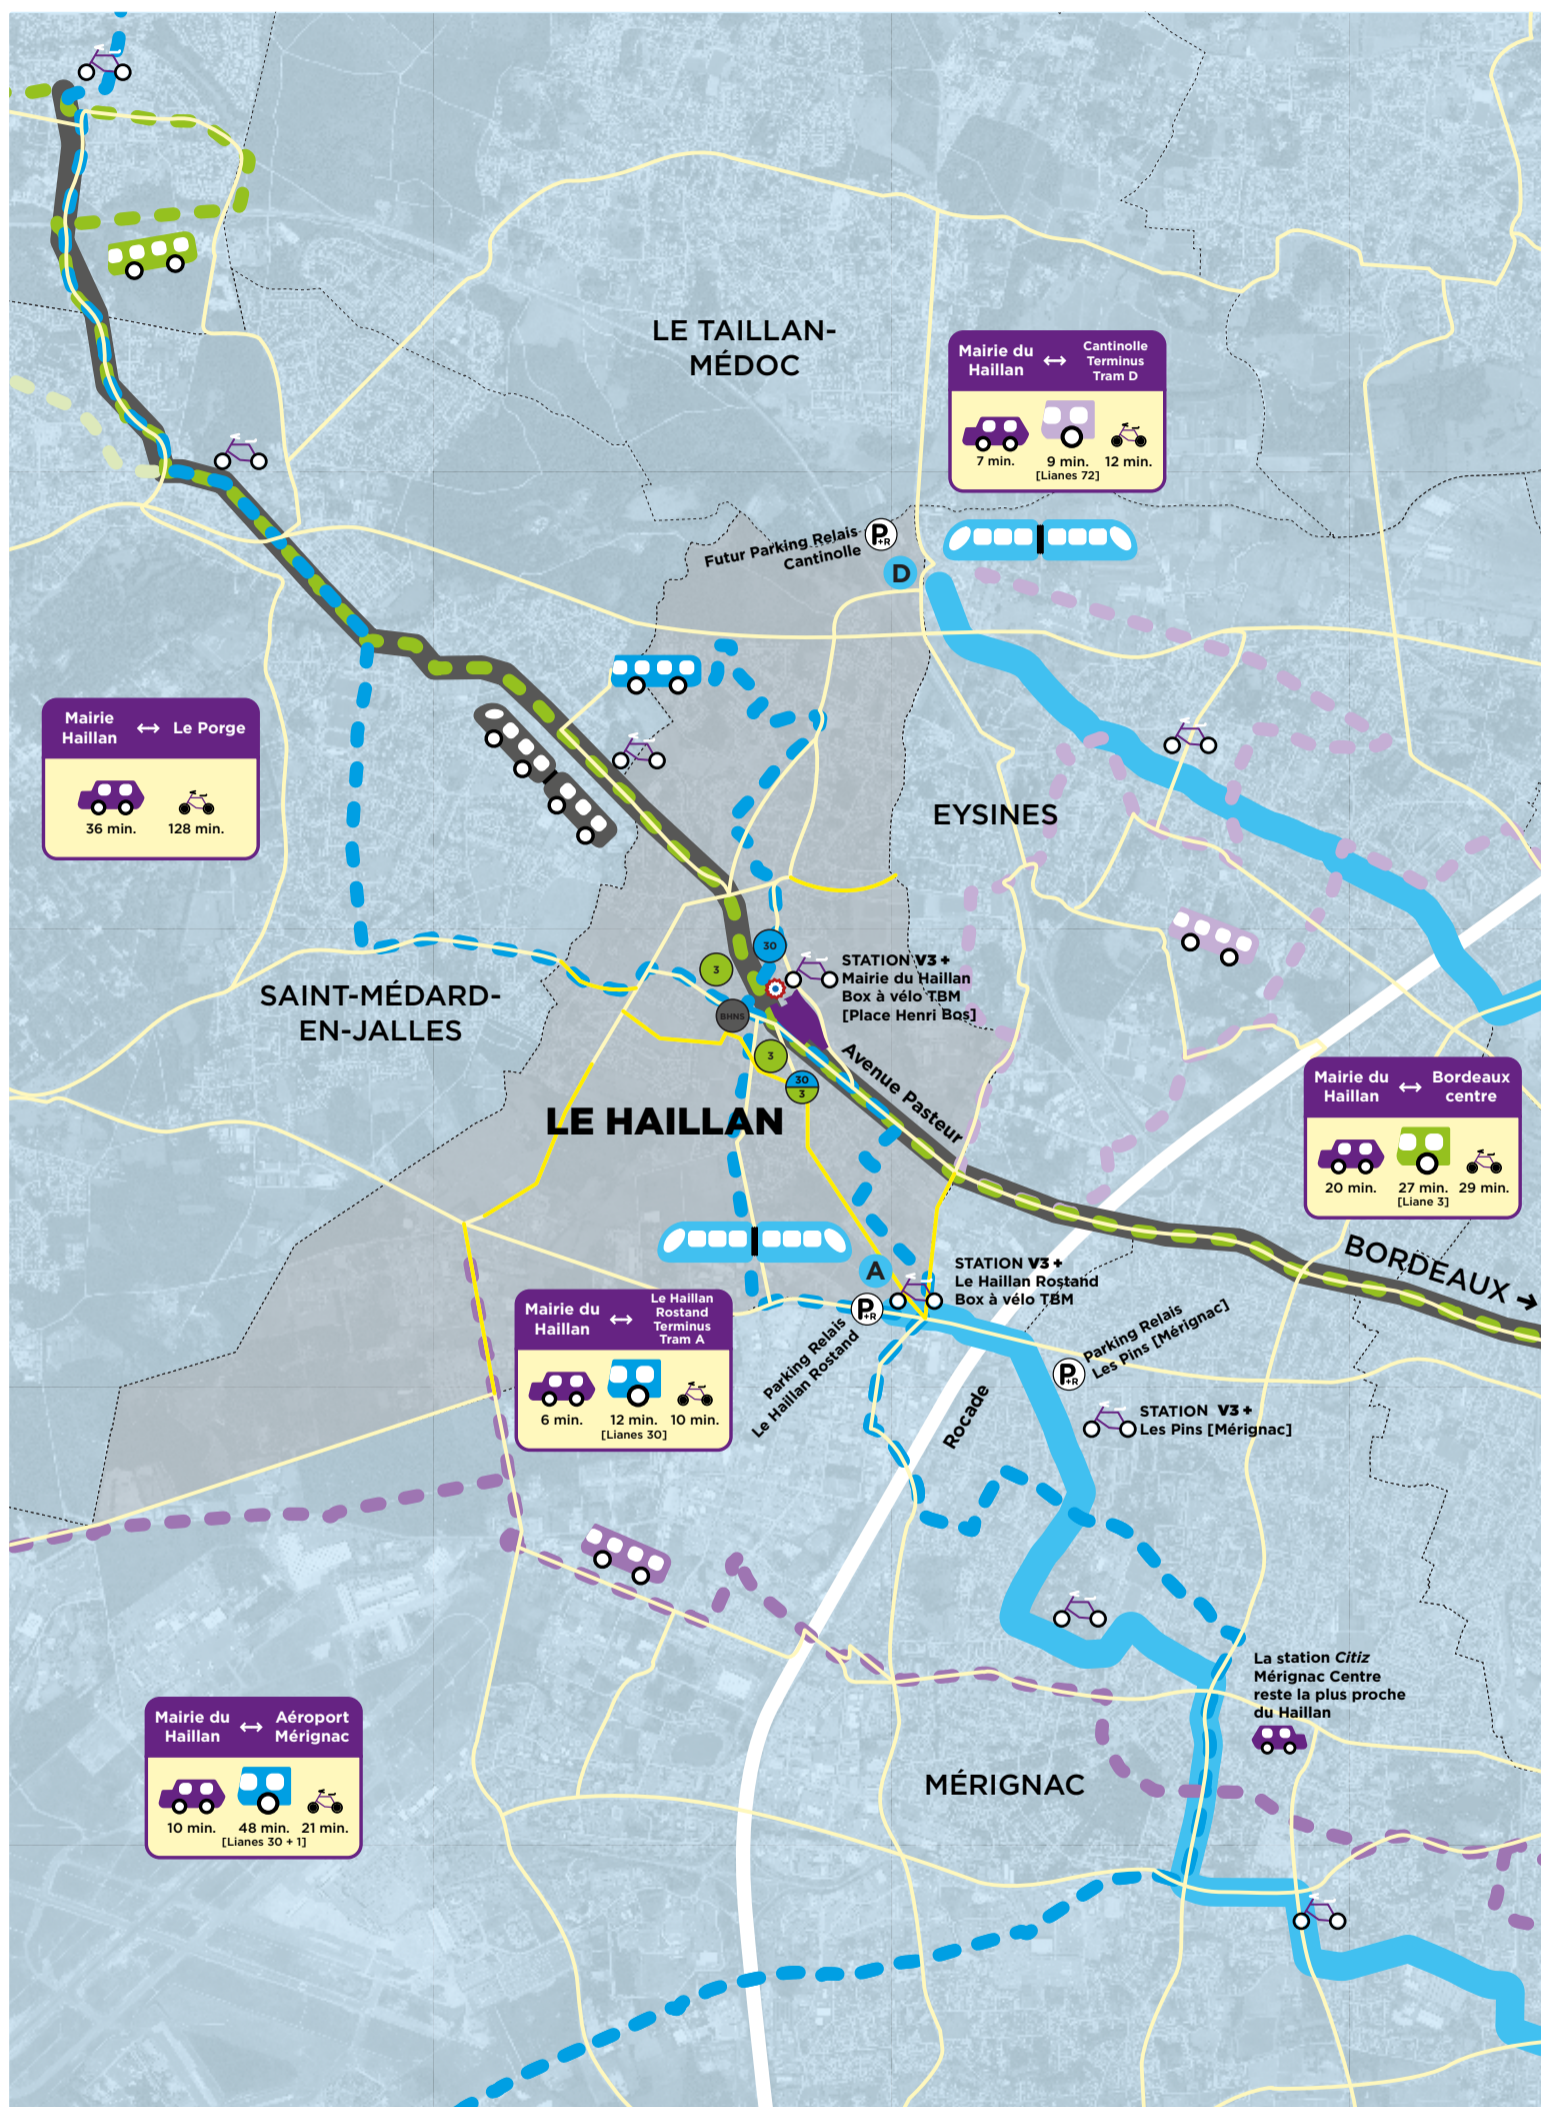 LE TAILLAN-
MÉDOC
Mairie du
Haillan
Cantinolle
Terminus
Tram D
7 min.
9 min.
12 min.
[Lianes 72]
Futur Parking Relais
Cantinolle
P
+R
D
Mairie
Haillan
Le Porge
36 min.
128 min.
EYSINES
30
3
STATION V3 +
Mairie du Haillan
Box à vélo TBM
[Place Henri Bos]
SAINT-MÉDARD-
EN-JALLES
BHNS
3
30
3
Avenue Pasteur
LE HAILLAN
Mairie du
Haillan
Bordeaux
centre
20 min.
27 min.
29 min.
[Liane 3]
BORDEAUX →
A
STATION V3 +
Le Haillan Rostand
Box à vélo TBM
P
+R
Parking Relais
Le Haillan Rostand
Mairie du
Haillan
Le Haillan
Rostand
Terminus
Tram A
6 min.
12 min.
10 min.
[Lianes 30]
Parking Relais
Les Pins [Mérignac]
P
+R
STATION V3 +
Les Pins [Mérignac]
Rocade
La station Citiz
Mérignac Centre
reste la plus proche
du Haillan
Mairie du
Haillan
Aéroport
Mérignac
10 min.
48 min.
21 min.
[Lianes 30 + 1]
MÉRIGNAC